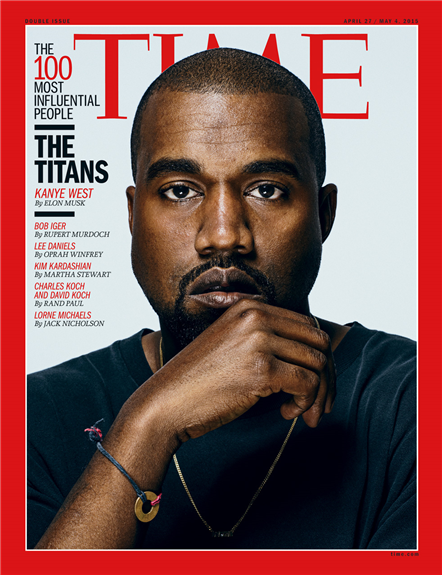 DOUBLE ISSUE
APRIL 27 / MAY 4, 2015
TIME
THE
100
MOST
INFLUENTIAL
PEOPLE
THE
TITANS
KANYE WEST
By ELON MUSK
BOB IGER
By RUPERT MURDOCH
LEE DANIELS
By OPRAH WINFREY
KIM KARDASHIAN
By MARTHA STEWART
CHARLES KOCH
AND DAVID KOCH
By RAND PAUL
LORNE MICHAELS
By JACK NICHOLSON
time.com